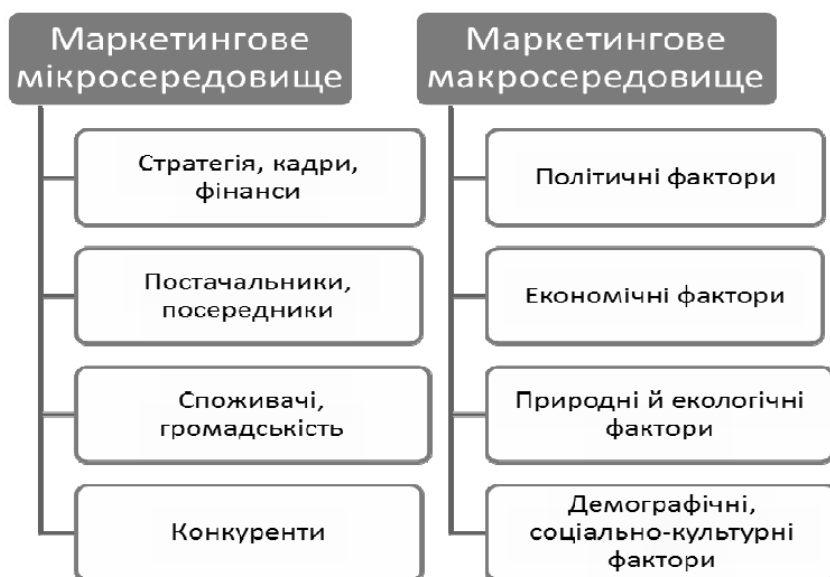 Маркетингове
мікросередовище
Стратегія, кадри,
фінанси
Постачальники,
посередники
Споживачі,
громадськість
Конкуренти
Маркетингове
макросередовище
Політичні фактори
Економічні фактори
Природні й екологічні
фактори
Демографічні,
соціально-культурні
фактори